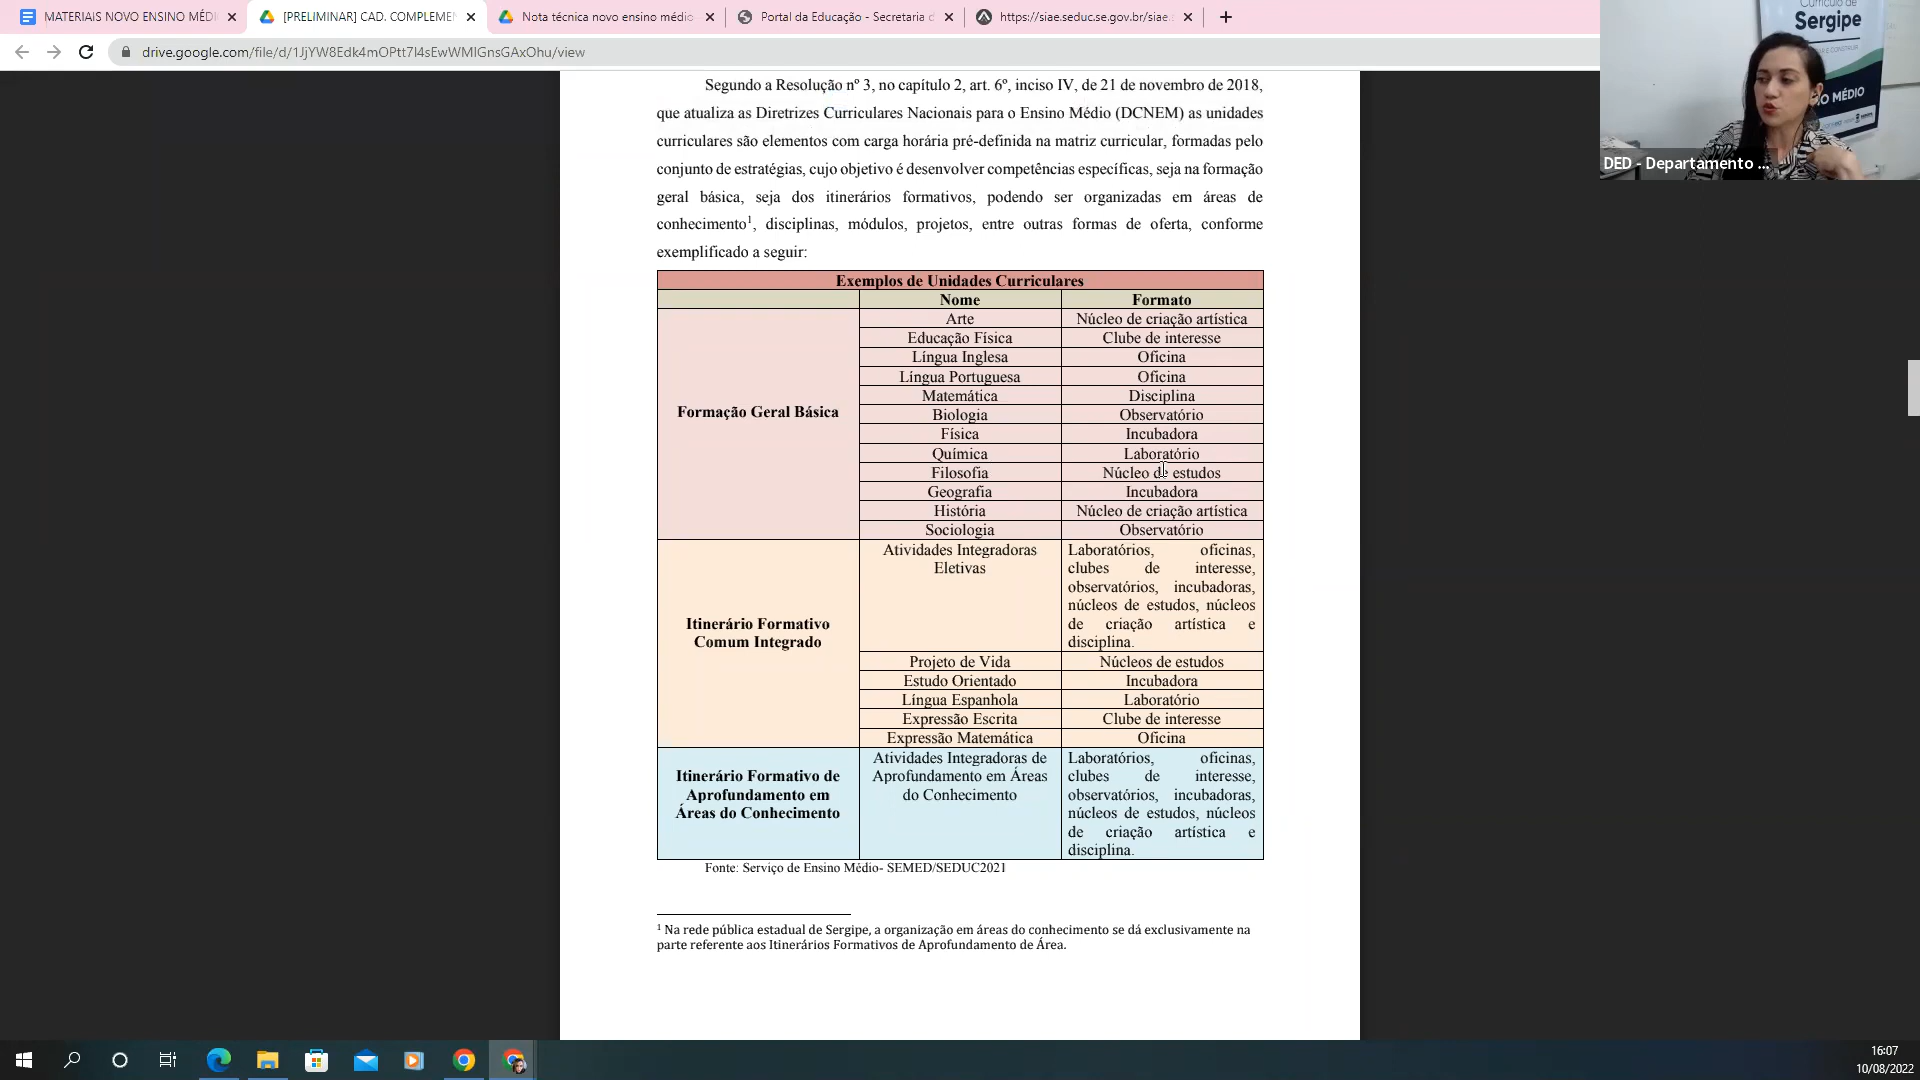 MATERIAIS NOVO ENSINO MÉDI
[PRELIMINAR] CAD. COMPLEMEN
Nota técnica novo ensino médio
Portal da Educação - Secretaria d
https://siae.seduc.se.gov.br/siae.
drive.google.com/file/d/1JjYW8Edk4mOPtt7l4sEwWMlGnsGAxOhu/view
Currículo de
Sergipe
AR E CONSTRUIR
O MÉDIO
DED - Departamento ...
Segundo a Resolução nº 3, no capítulo 2, art. 6º, inciso IV, de 21 de novembro de 2018,
que atualiza as Diretrizes Curriculares Nacionais para o Ensino Médio (DCNEM) as unidades
curriculares são elementos com carga horária pré-definida na matriz curricular, formadas pelo
conjunto de estratégias, cujo objetivo é desenvolver competências específicas, seja na formação
geral básica, seja dos itinerários formativos, podendo ser organizadas em áreas de
conhecimento¹, disciplinas, módulos, projetos, entre outras formas de oferta, conforme
exemplificado a seguir:
Exemplos de Unidades Curriculares
Nome Formato
Formação Geral Básica
Arte Núcleo de criação artística
Educação Física Clube de interesse
Língua Inglesa Oficina
Língua Portuguesa Oficina
Matemática Disciplina
Biologia Observatório
Física Incubadora
Química Laboratório
Filosofia Núcleo de estudos
Geografia Incubadora
História Núcleo de criação artística
Sociologia Observatório
Itinerário Formativo
Comum Integrado
Atividades Integradoras
Eletivas
Laboratórios, oficinas,
clubes de interesse,
observatórios, incubadoras,
núcleos de estudos, núcleos
de criação artística e
disciplina.
Projeto de Vida Núcleos de estudos
Estudo Orientado Incubadora
Língua Espanhola Laboratório
Expressão Escrita Clube de interesse
Expressão Matemática Oficina
Itinerário Formativo de
Aprofundamento em
Áreas do Conhecimento
Atividades Integradoras de
Aprofundamento em Áreas
do Conhecimento
Laboratórios, oficinas,
clubes de interesse,
observatórios, incubadoras,
núcleos de estudos, núcleos
de criação artística e
disciplina.
Fonte: Serviço de Ensino Médio- SEMED/SEDUC2021
¹ Na rede pública estadual de Sergipe, a organização em áreas do conhecimento se dá exclusivamente na
parte referente aos Itinerários Formativos de Aprofundamento de Área.
16:07
10/08/2022